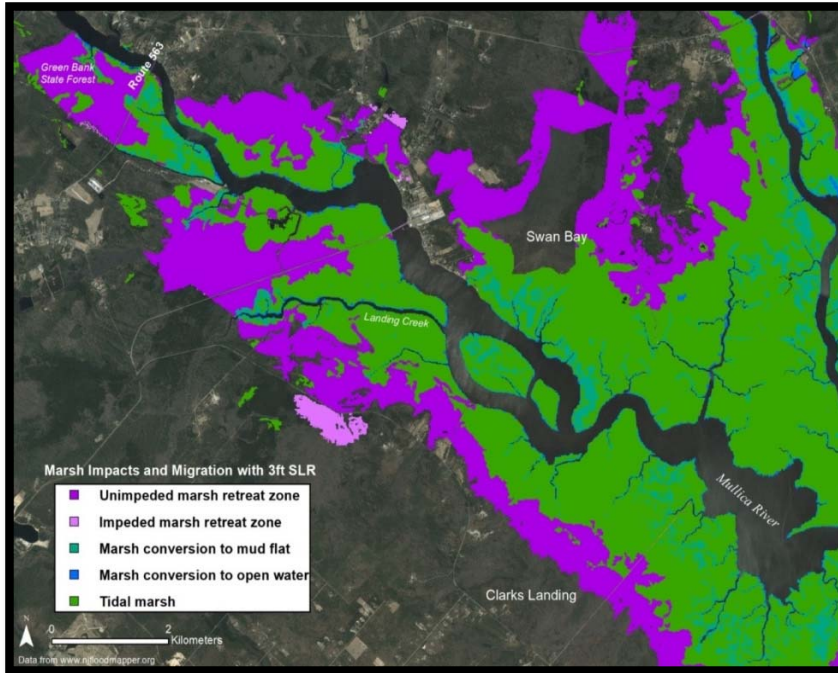 Green Bank
State Forest
Route 563
Swan Bay
Landing Creek
Mullica River
Clarks Landing
Marsh Impacts and Migration with 3ft SLR
Unimpeded marsh retreat zone
Impeded marsh retreat zone
Marsh conversion to mud flat
Marsh conversion to open water
Tidal marsh
N
0 2
Kilometers
Data from www.njfloodmapper.org